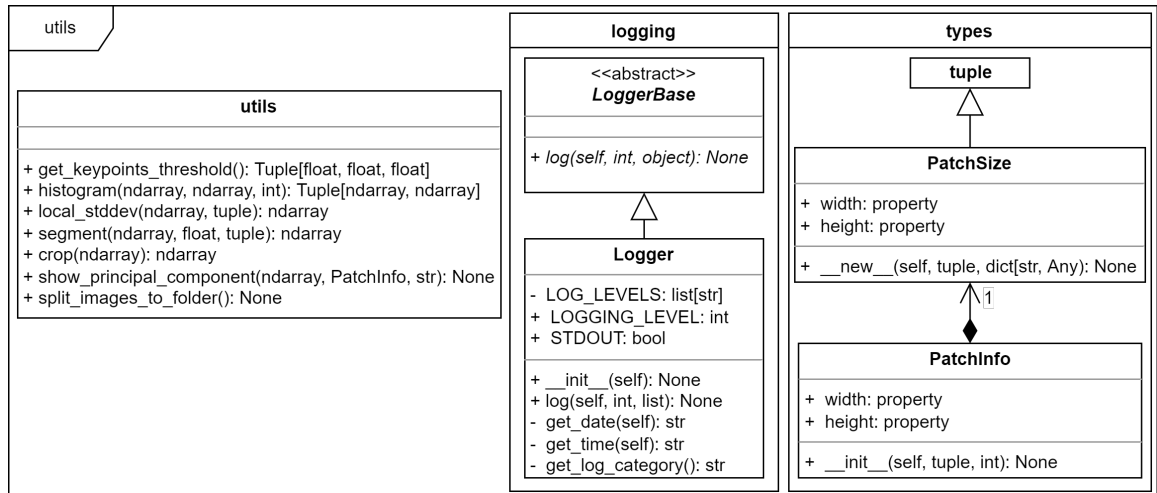 utils
utils
+ get_keypoints_threshold(): Tuple[float, float, float]
+ histogram(ndarray, ndarray, int): Tuple[ndarray, ndarray]
+ local_stddev(ndarray, tuple): ndarray
+ segment(ndarray, float, tuple): ndarray
+ crop(ndarray): ndarray
+ show_principal_component(ndarray, PatchInfo, str): None
+ split_images_to_folder(): None
logging
<<abstract>>
LoggerBase
+ log(self, int, object): None
Logger
- LOG_LEVELS: list[str]
+ LOGGING_LEVEL: int
+ STDOUT: bool
+ __init__(self): None
+ log(self, int, list): None
- get_date(self): str
- get_time(self): str
- get_log_category(): str
types
tuple
PatchSize
+ width: property
+ height: property
+ __new__(self, tuple, dict[str, Any): None
1
PatchInfo
+ width: property
+ height: property
+ __init__(self, tuple, int): None